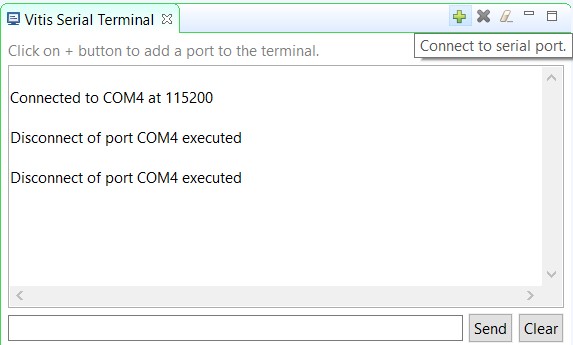 Vitis Serial Terminal
Click on + button to add a port to the terminal.
Connect to serial port.
Connected to COM4 at 115200
Disconnect of port COM4 executed
Disconnect of port COM4 executed
Send
Clear